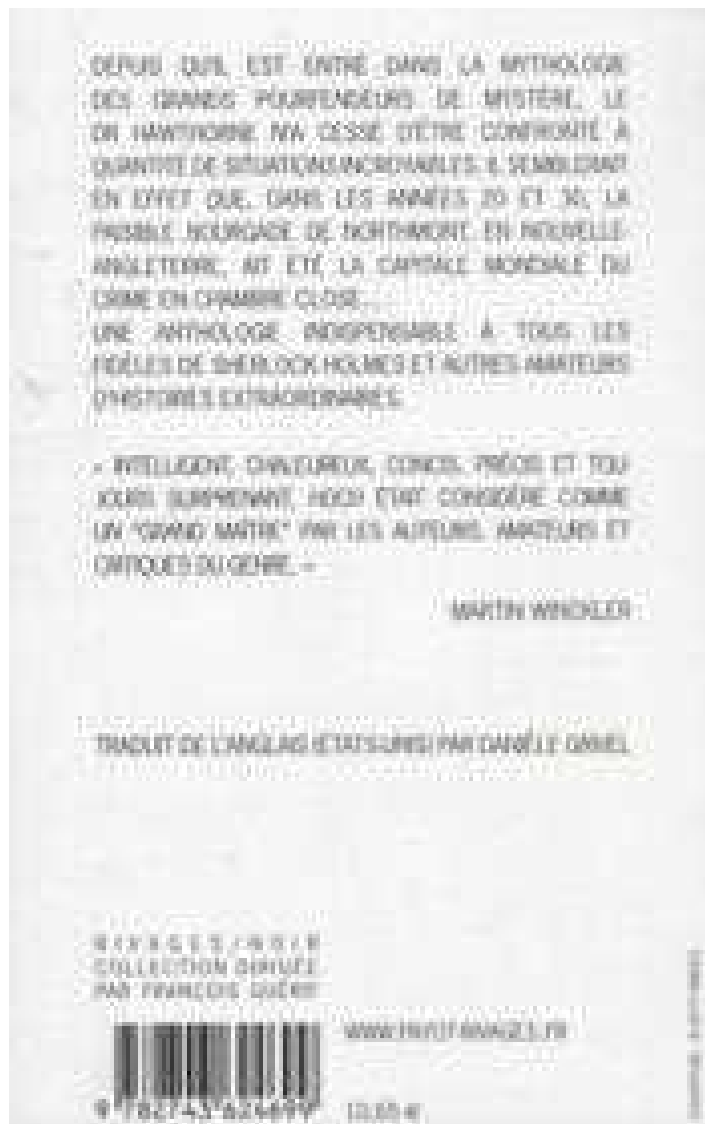 DEPUIS QU'IL EST ENTRÉ DANS LA MYTHOLOGIE
DES GRANDS POURFENDEURS DE MYSTÈRE, LE
DR HAWTHORNE N'A CESSÉ D'ÊTRE CONFRONTÉ À
QUANTITÉ DE SITUATIONS INCROYABLES. IL SEMBLERAIT
EN EFFET QUE, DANS LES ANNÉES 20 ET 30, LA
PAISIBLE BOURGADE DE NORTHMONT, EN NOUVELLE-
ANGLETERRE, AIT ÉTÉ LA CAPITALE MONDIALE DU
CRIME EN CHAMBRE CLOSE...
UNE ANTHOLOGIE INDISPENSABLE À TOUS LES
FIDÈLES DE SHERLOCK HOLMES ET AUTRES AMATEURS
D'HISTOIRES EXTRAORDINAIRES.
« INTELLIGENT, CHALEUREUX, CONCIS, PRÉCIS ET TOU
JOURS SURPRENANT, HOCH ÉTAIT CONSIDÉRÉ COMME
UN "GRAND MAÎTRE" PAR LES AUTEURS, AMATEURS ET
CRITIQUES DU GENRE. »
MARTIN WINCKLER
TRADUIT DE L'ANGLAIS (ÉTATS-UNIS) PAR DANIÈLE GRIVEL
RIVAGES/NOIR
COLLECTION DIRIGÉE
PAR FRANÇOIS GUÉRIF
WWW.PAYOT-RIVAGES.FR
9 782743 624699
10,65 €